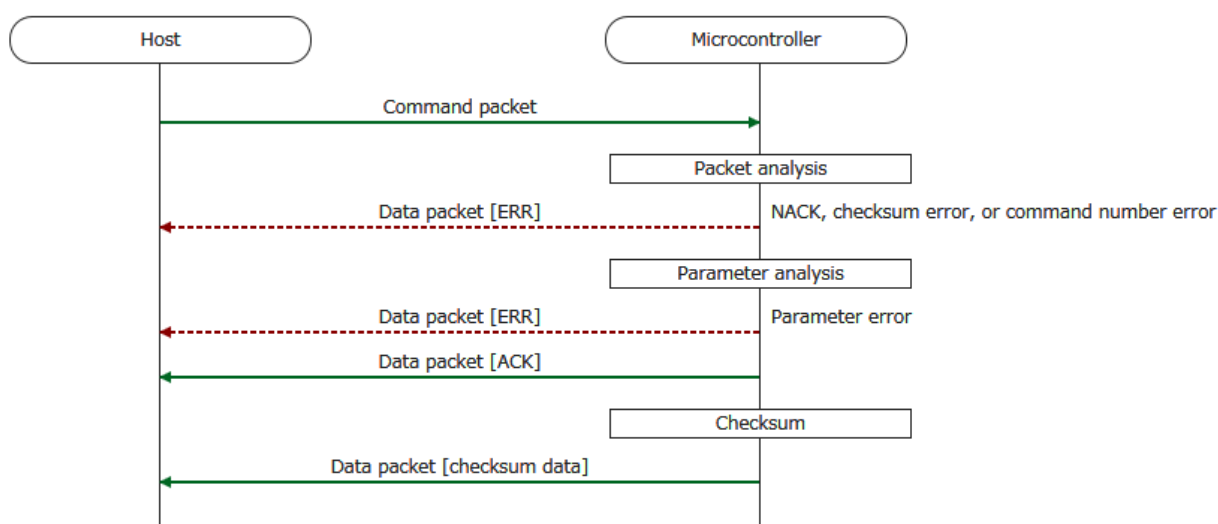 Host
Microcontroller
Command packet
Packet analysis
Data packet [ERR]
NACK, checksum error, or command number error
Parameter analysis
Data packet [ERR]
Parameter error
Data packet [ACK]
Checksum
Data packet [checksum data]